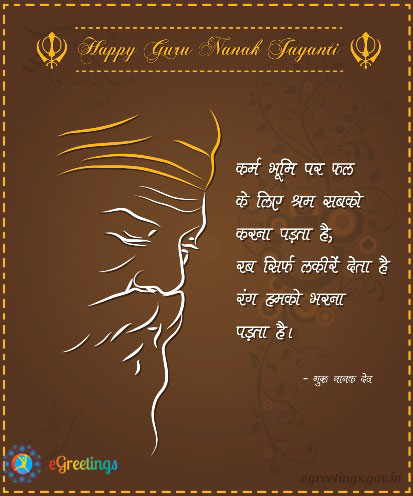 Happy Guru Nanak Jayanti
कर्म भूमि पर फल
के लिए श्रम सबको
करना पड़ता है,
रब सिर्फ लकीरें देता है
रंग हमको भरना
पड़ता है।
- गुरु नानक देव
eGreetings
egreetings.gov.in